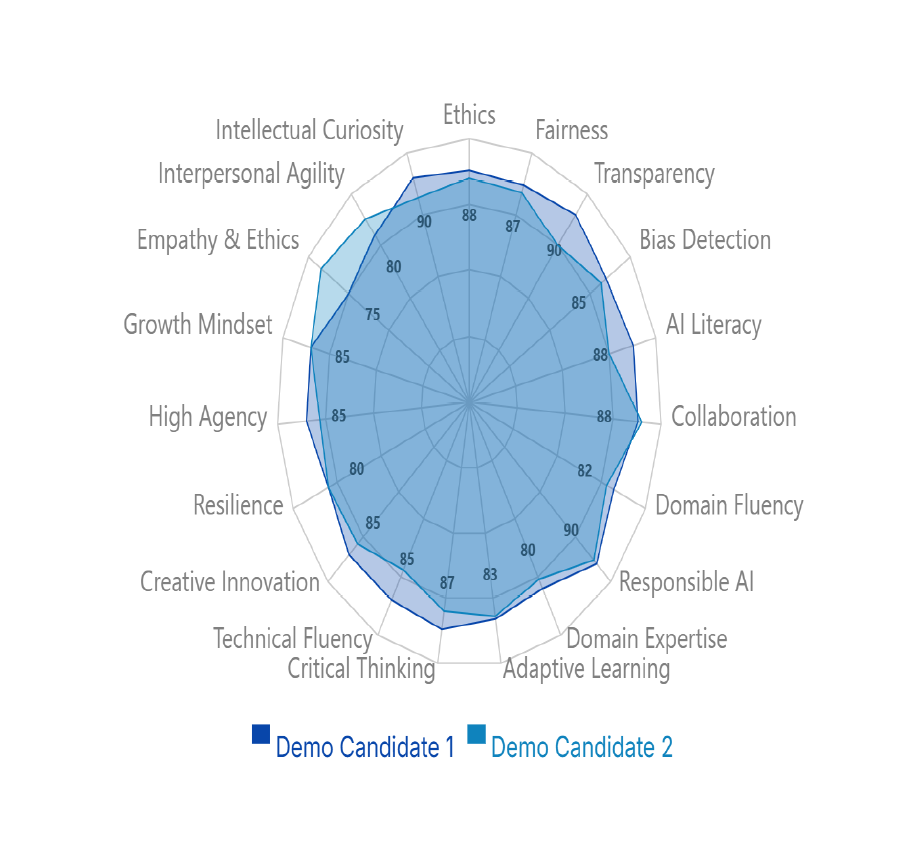 Ethics
Intellectual Curiosity
Fairness
Interpersonal Agility
Transparency
90
88
87
Empathy & Ethics
Bias Detection
90
80
85
75
Growth Mindset
AI Literacy
85
88
High Agency
85
88
Collaboration
80
82
Resilience
Domain Fluency
85
90
85
80
87
83
Creative Innovation
Responsible AI
Technical Fluency
Domain Expertise
Critical Thinking
Adaptive Learning
Demo Candidate 1
Demo Candidate 2